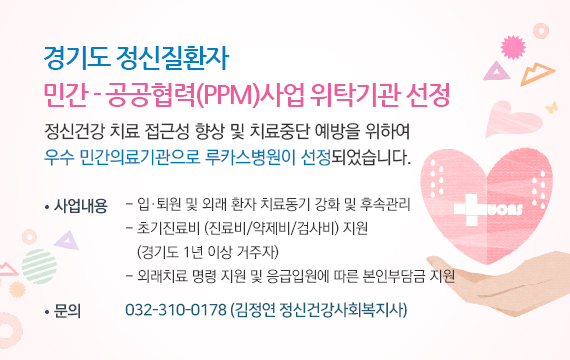 경기도 정신질환자
민간 - 공공협력(PPM)사업 위탁기관 선정
정신건강 치료 접근성 향상 및 치료중단 예방을 위하여
우수 민간의료기관으로 루카스병원이 선정되었습니다.
• 사업내용 - 입·퇴원 및 외래 환자 치료동기 강화 및 후속관리
- 초기진료비 (진료비/약제비/검사비) 지원
(경기도 1년 이상 거주자)
- 외래치료 명령 지원 및 응급입원에 따른 본인부담금 지원
• 문의 032-310-0178 (김정연 정신건강사회복지사)